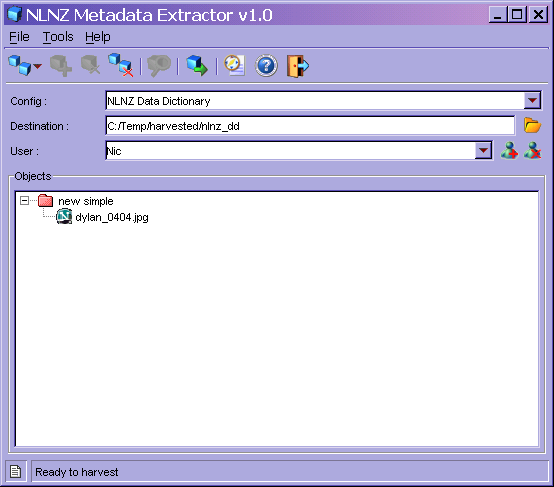 NLNZ Metadata Extractor v1.0
File Tools Help
Config : NLNZ Data Dictionary
Destination : C:/Temp/harvested/nlnz_dd
User : Nic
Objects
new simple
dylan_0404.jpg
Ready to harvest